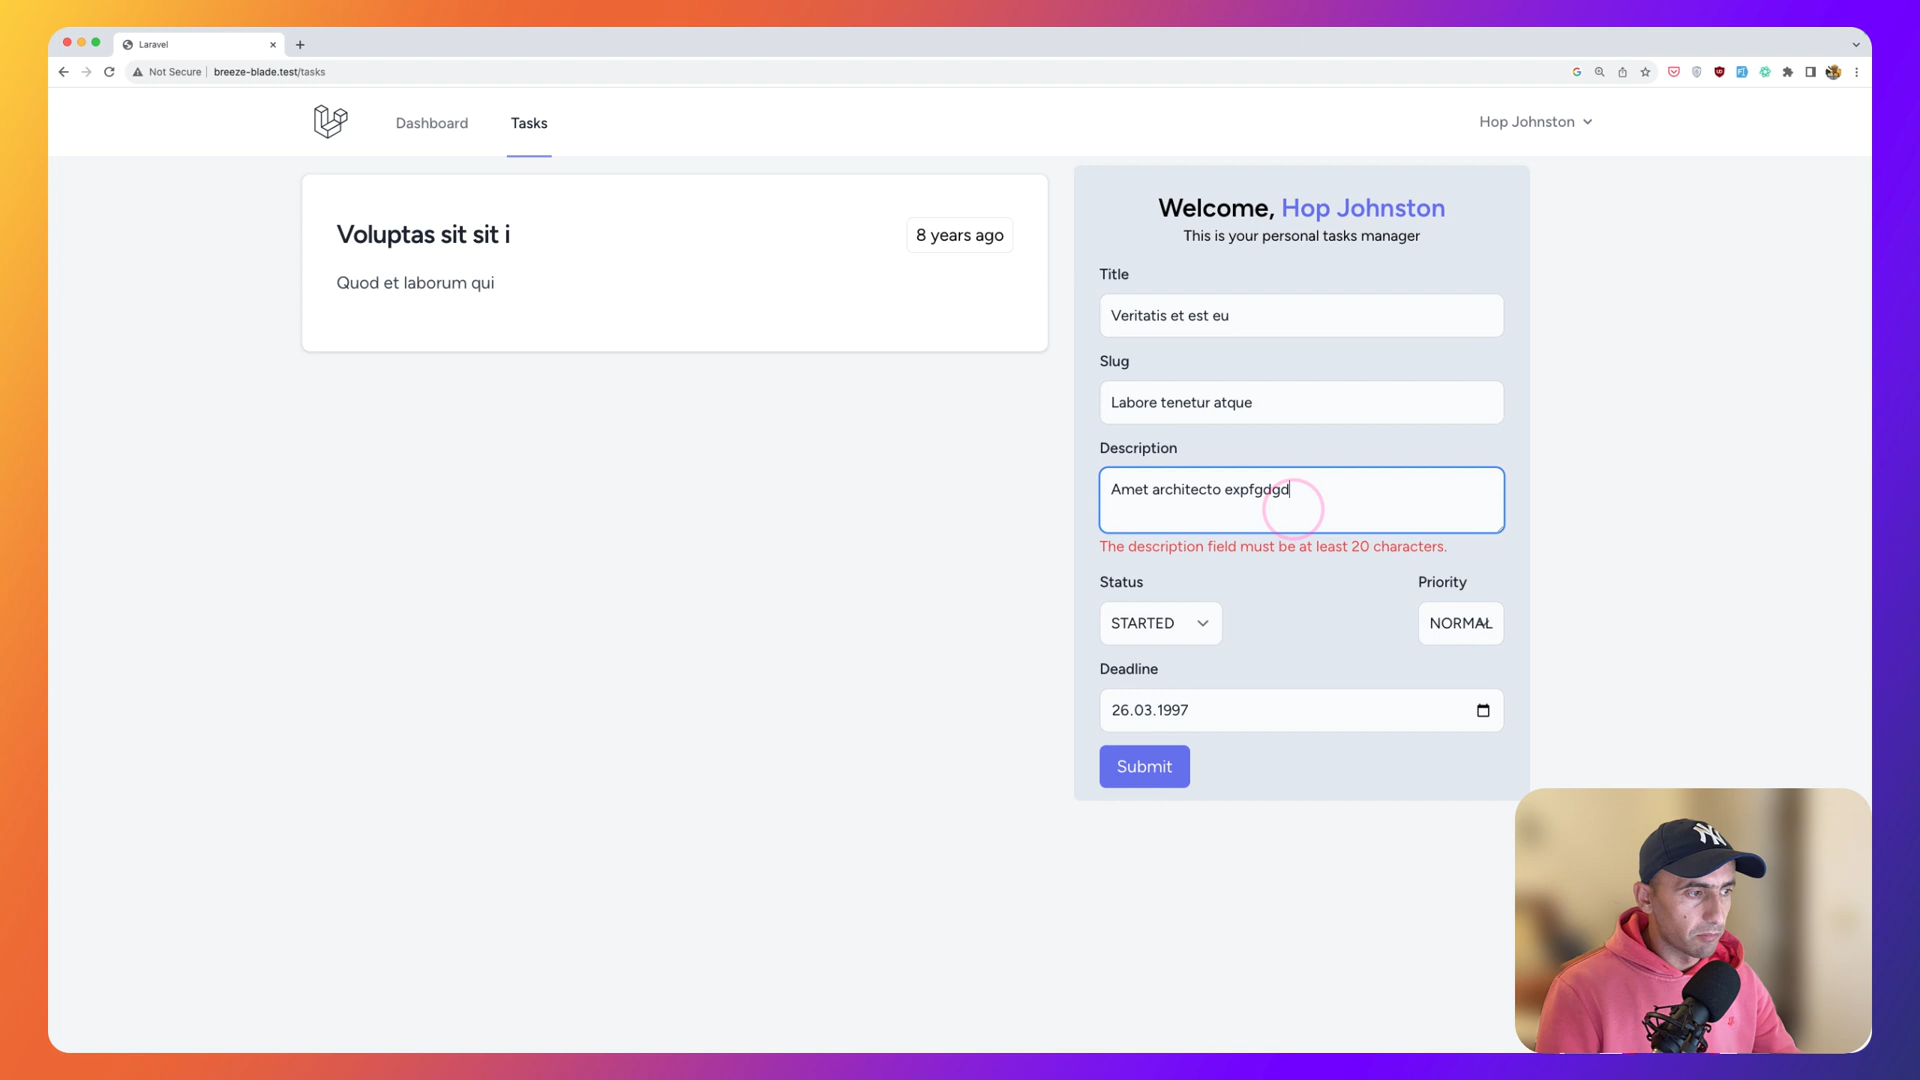 Laravel
Not Secure
breeze-blade.test/tasks
Dashboard
Tasks
Hop Johnston
Voluptas sit sit i
8 years ago
Quod et laborum qui
Welcome, Hop Johnston
This is your personal tasks manager
Title
Veritatis et est eu
Slug
Labore tenetur atque
Description
Amet architecto expfgdgd
The description field must be at least 20 characters.
Status
Priority
STARTED
NORMAL
Deadline
26.03.1997
Submit